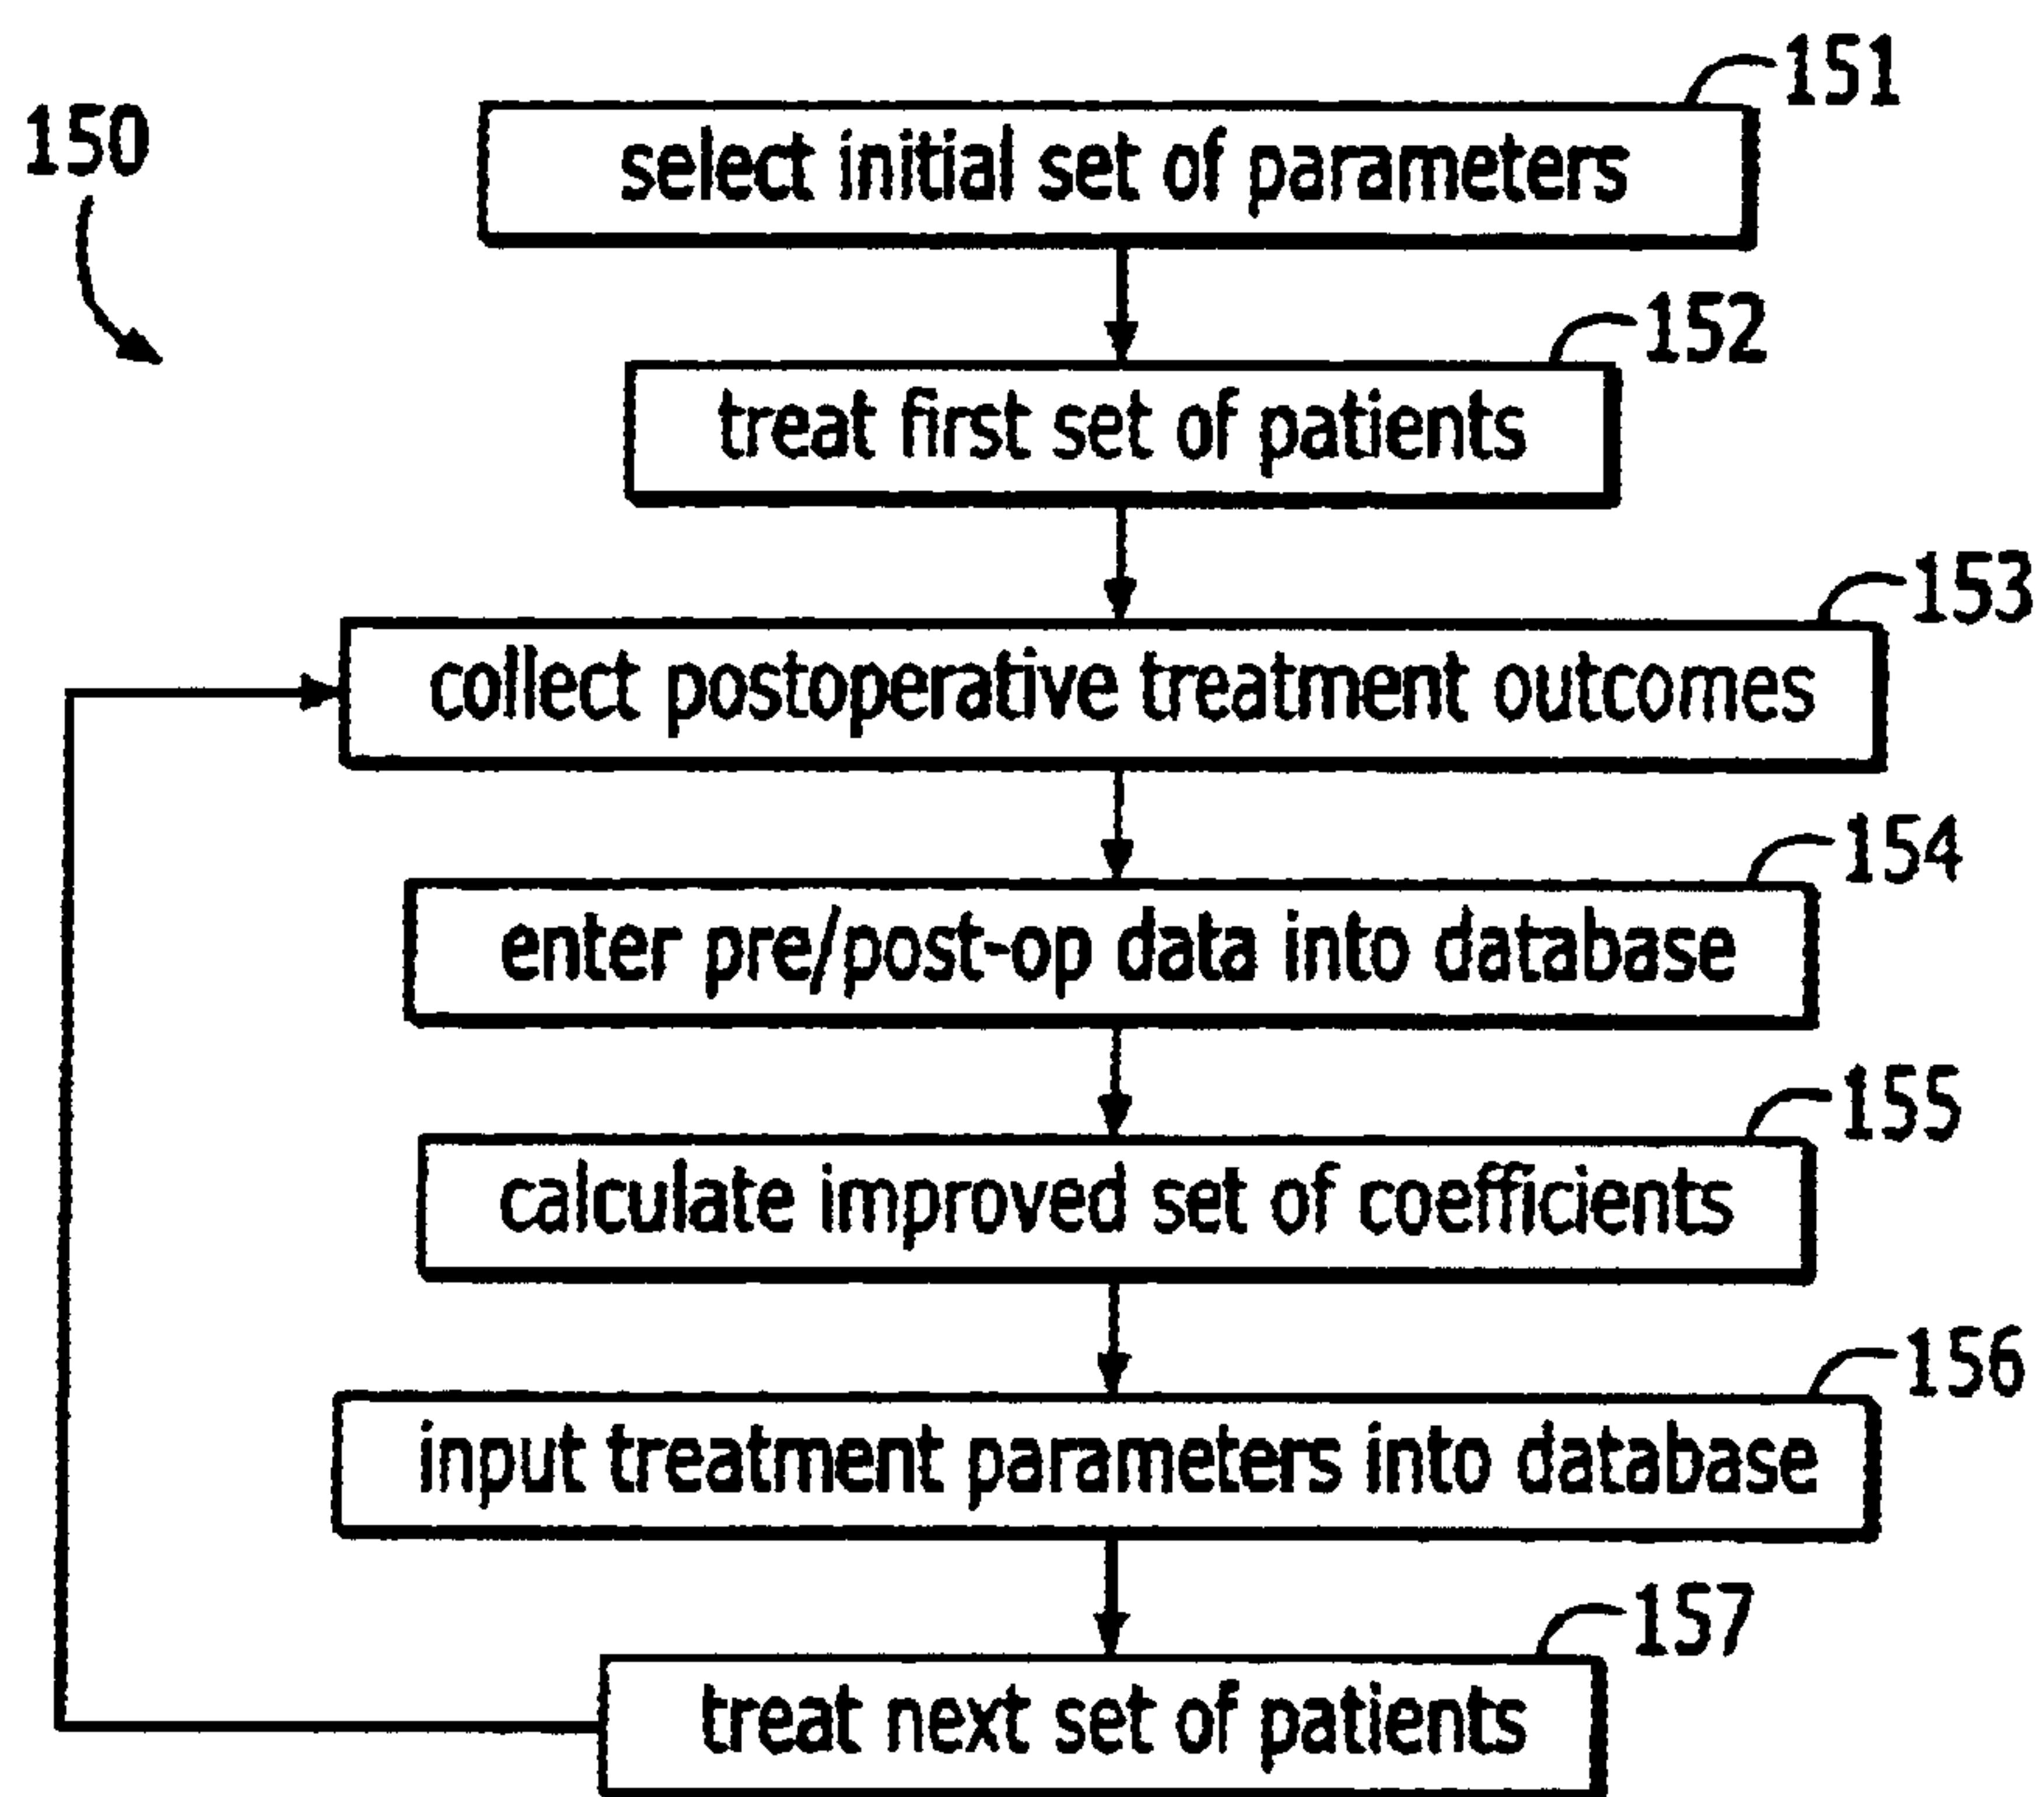 151
150
select initial set of parameters
152
treat first set of patients
153
collect postoperative treatment outcomes
154
enter pre/post-op data into database
155
calculate improved set of coefficients
156
input treatment parameters into database
157
treat next set of patients